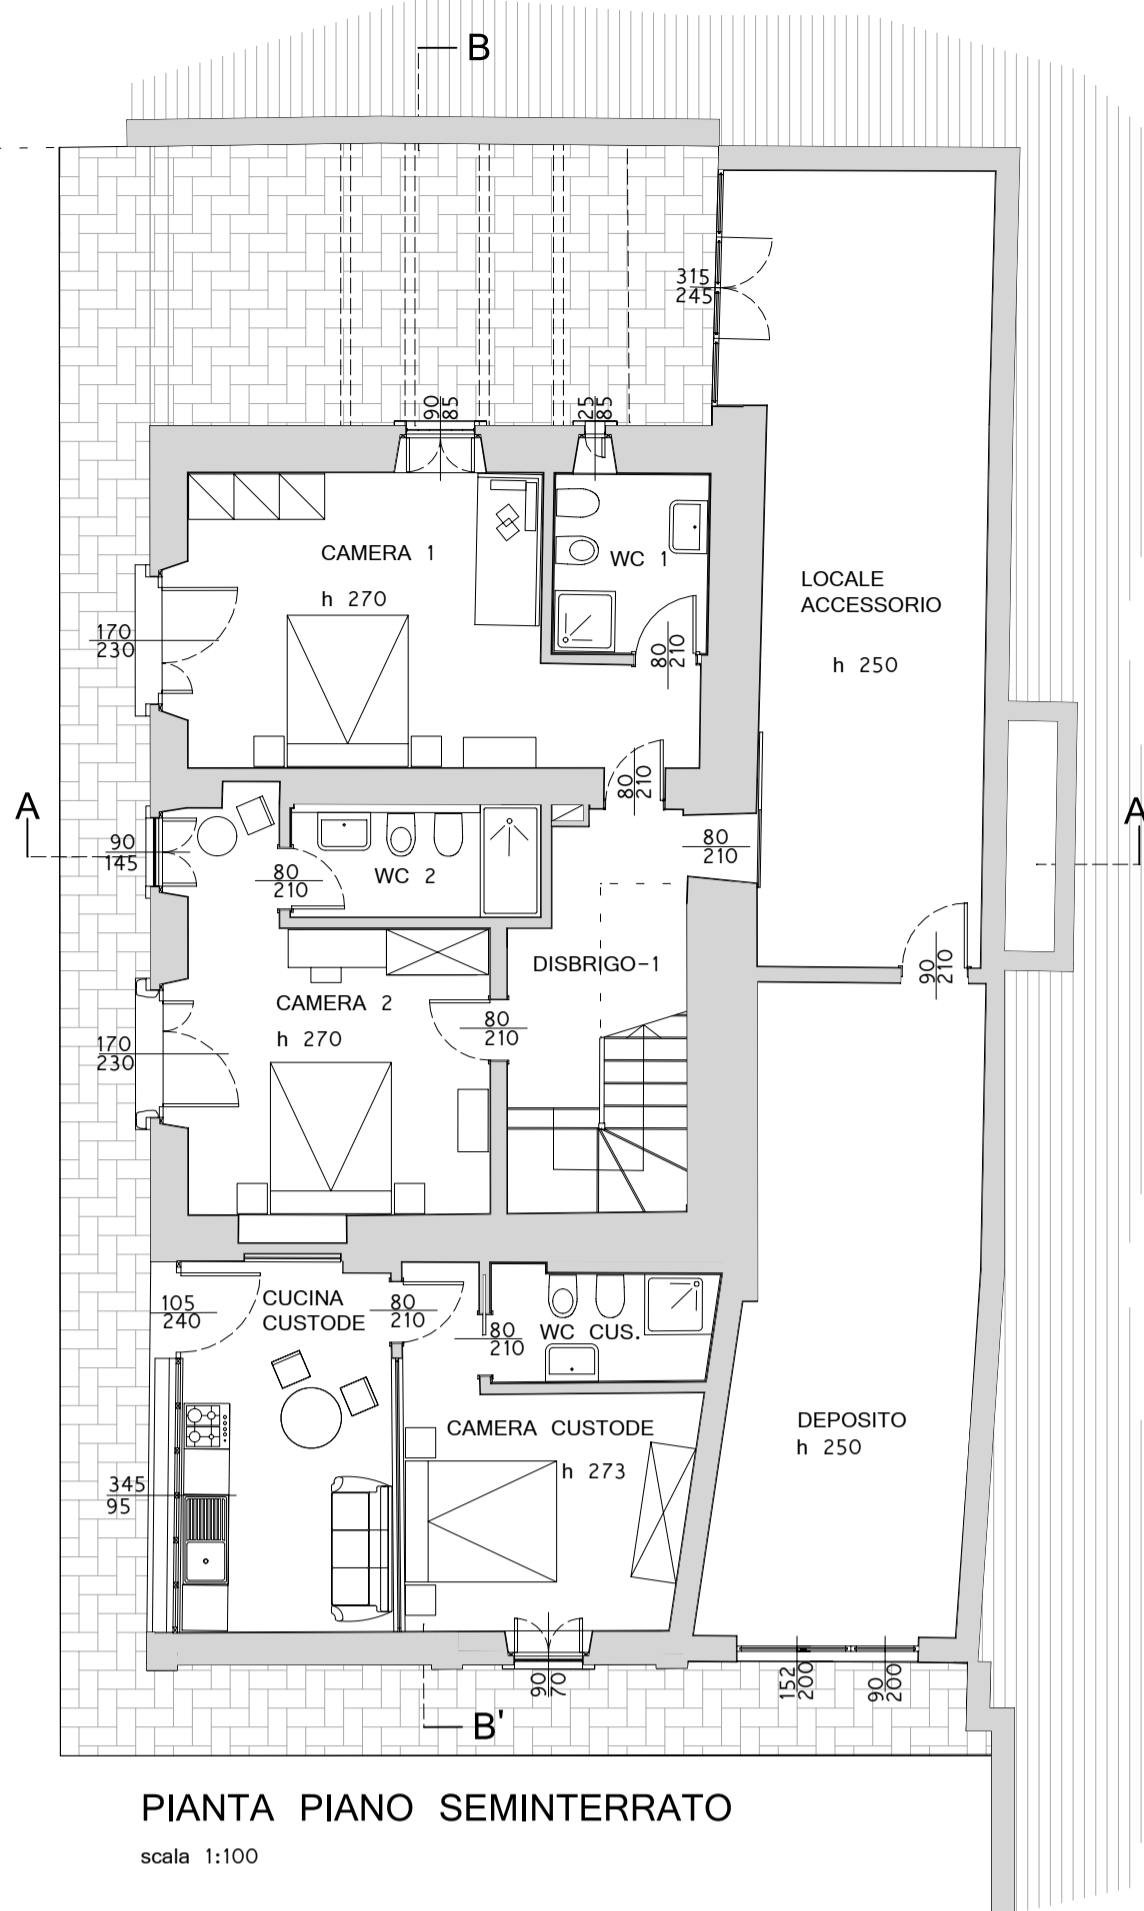 B
315
245
90
85
25
85
CAMERA 1
h 270
WC 1
LOCALE
ACCESSORIO
h 250
170
230
80
210
80
210
A
A
90
145
80
210
WC 2
80
210
DISBRIGO-1
90
210
CAMERA 2
h 270
80
210
170
230
105
240
CUCINA
CUSTODE
80
210
80
210
WC CUS.
CAMERA CUSTODE
h 273
DEPOSITO
h 250
345
95
90
70
152
200
90
200
B'
PIANTA PIANO SEMINTERRATO
scala 1:100